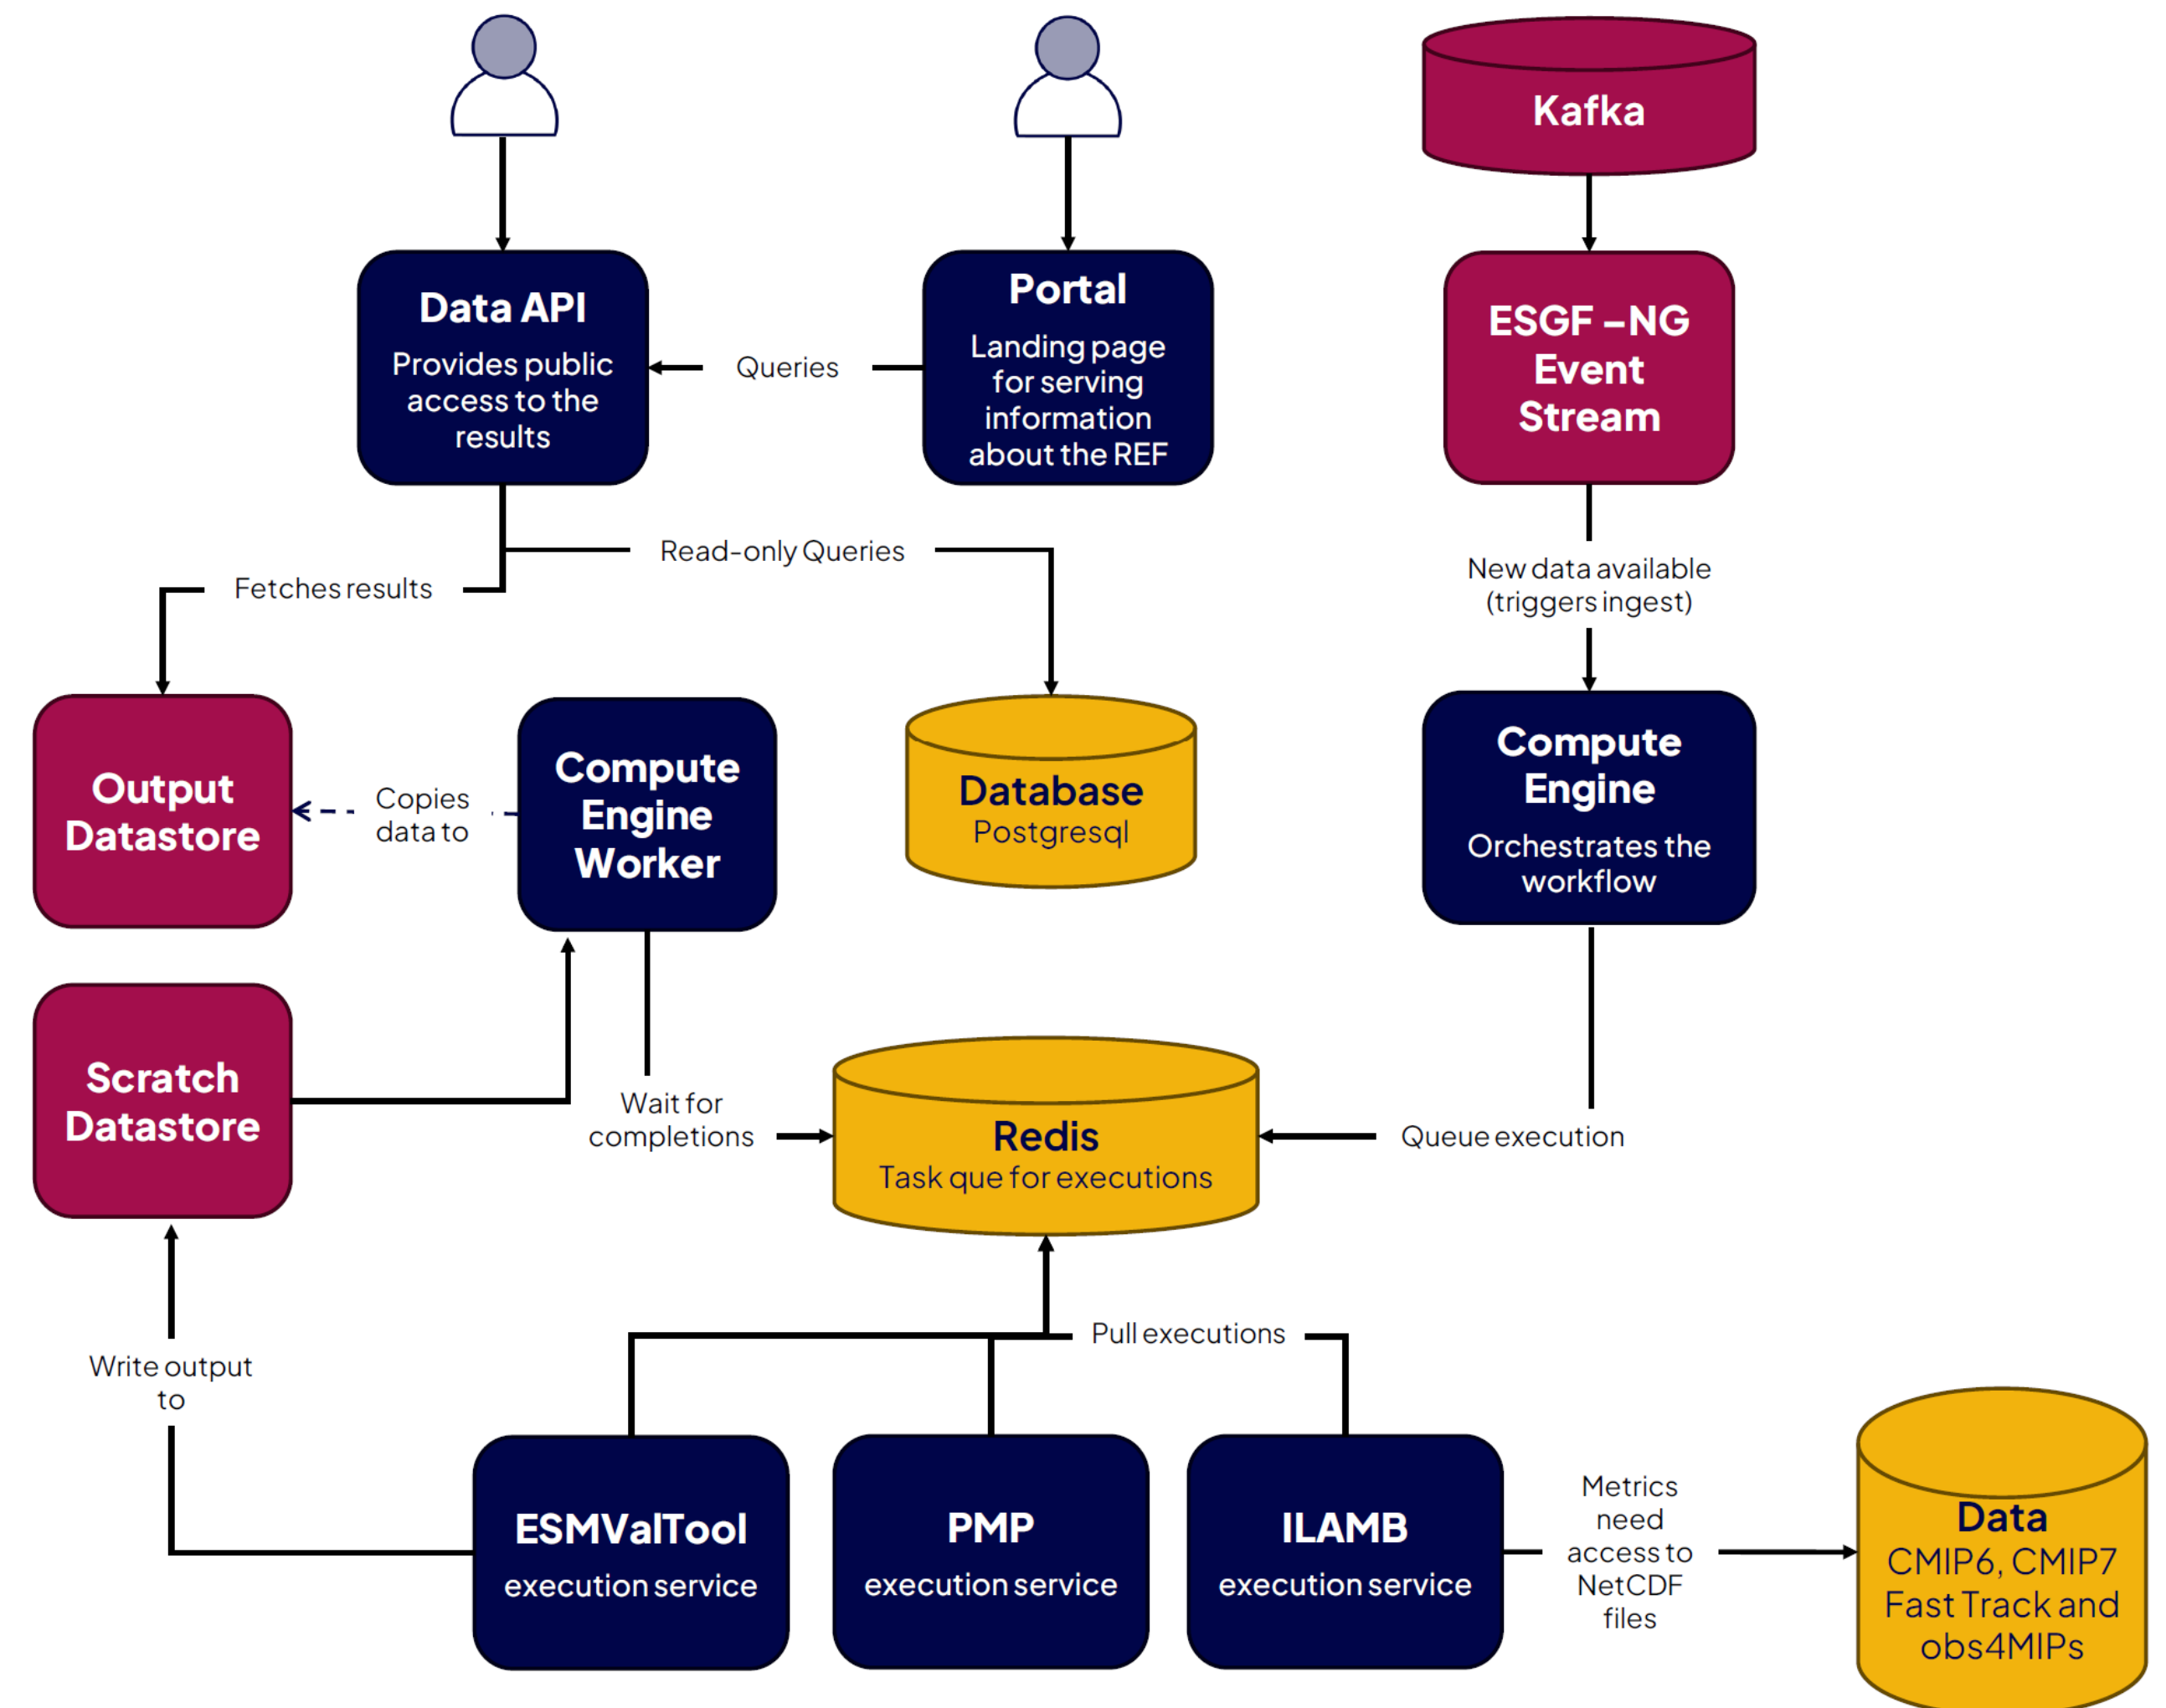 Kafka
Data API
Provides public
access to the
results
Queries
Portal
Landing page
for serving
information
about the REF
ESGF –NG
Event
Stream
Read-only Queries
Fetches results
New data available
(triggers ingest)
Output
Datastore
Copies
data to
Compute
Engine
Worker
Database
Postgresql
Compute
Engine
Orchestrates the
workflow
Scratch
Datastore
Wait for
completions
Redis
Task que for executions
Queue execution
Pull executions
Write output
to
ESMValTool
execution service
PMP
execution service
ILAMB
execution service
Metrics
need
access to
NetCDF
files
Data
CMIP6, CMIP7
Fast Track and
obs4MIPs